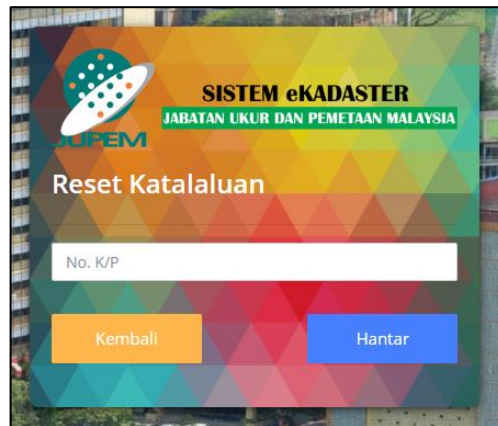 SISTEM eKADASTER
JABATAN UKUR DAN PEMETAAN MALAYSIA
JUPEM
Reset Katalaluan
No. K/P
Kembali
Hantar